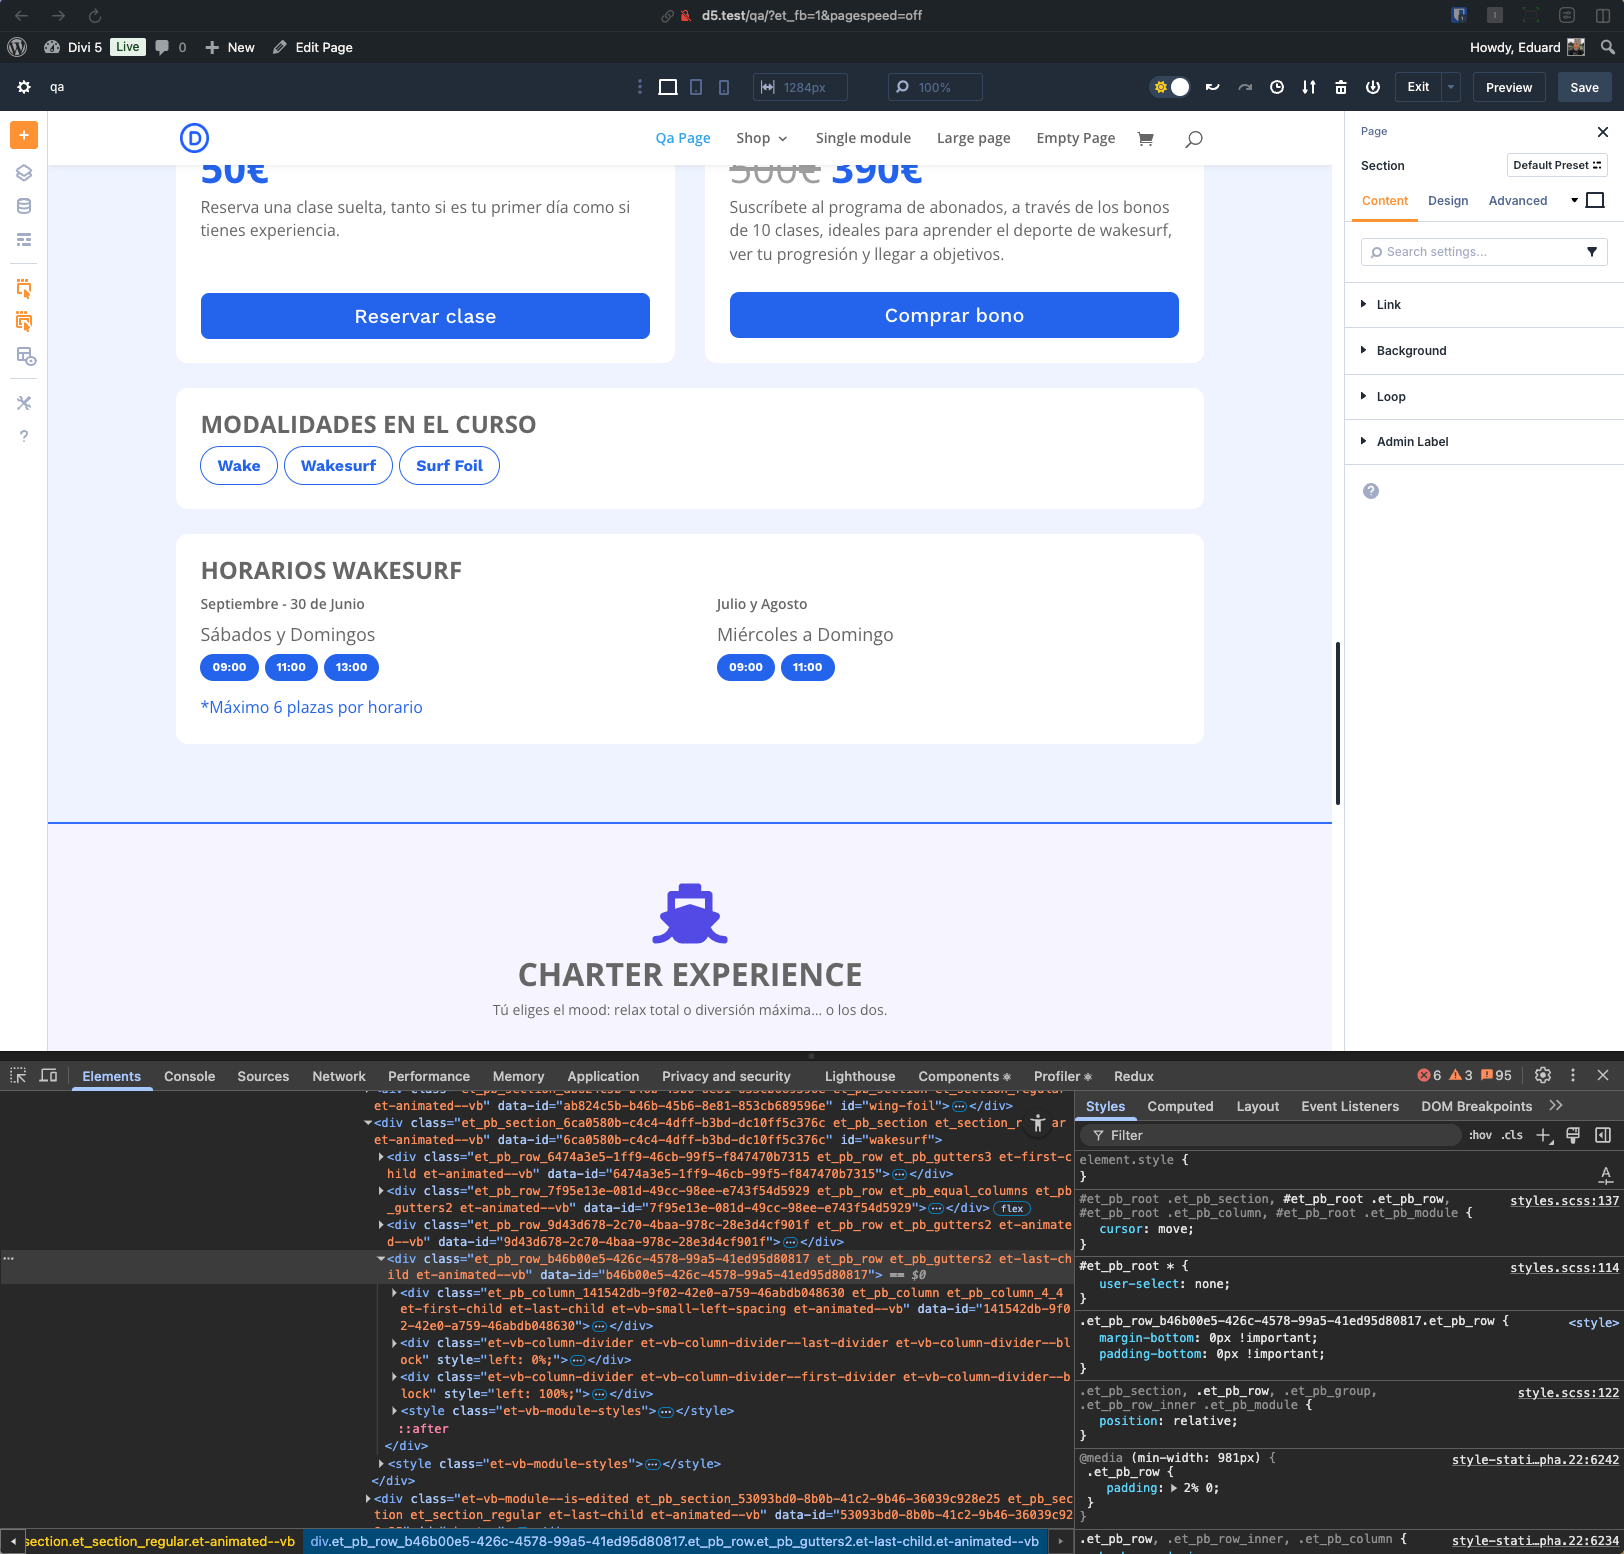 d5.test/qa/?et_fb=1&pagespeed=off
Divi 5 Live 0 New Edit Page Howdy, Eduard
qa 1284px 100% Exit Preview Save
D Qa Page Shop Single module Large page Empty Page
50€
Reserva una clase suelta, tanto si es tu primer día como si
tienes experiencia.
Reservar clase
500€ 390€
Suscríbete al programa de abonados, a través de los bonos
de 10 clases, ideales para aprender el deporte de wakesurf,
ver tu progresión y llegar a objetivos.
Comprar bono
MODALIDADES EN EL CURSO
Wake Wakesurf Surf Foil
HORARIOS WAKESURF
Septiembre - 30 de Junio
Sábados y Domingos
09:00 11:00 13:00
*Máximo 6 plazas por horario
Julio y Agosto
Miércoles a Domingo
09:00 11:00
CHARTER EXPERIENCE
Tú eliges el mood: relax total o diversión máxima... o los dos.
Page
Section Default Preset
Content Design Advanced
Search settings...
Link
Background
Loop
Admin Label
Elements Console Sources Network Performance Memory Application Privacy and security Lighthouse Components Profiler Redux 6 3 95
et-animated--vb" data-id="ab824c5b-b46b-45b6-8e81-853cb689596e" id="wing-foil">…</div>
<div class="et_pb_section_6ca0580b-c4c4-4dff-b3bd-dc10ff5c376c et_pb_section et_section_r ar
et-animated--vb" data-id="6ca0580b-c4c4-4dff-b3bd-dc10ff5c376c" id="wakesurf">
<div class="et_pb_row_6474a3e5-1ff9-46cb-99f5-f847470b7315 et_pb_row et_pb_gutters3 et-first-c
hild et-animated--vb" data-id="6474a3e5-1ff9-46cb-99f5-f847470b7315">…</div>
<div class="et_pb_row_7f95e13e-081d-49cc-98ee-e743f54d5929 et_pb_row et_pb_equal_columns et_pb
_gutters2 et-animated--vb" data-id="7f95e13e-081d-49cc-98ee-e743f54d5929">…</div> flex
<div class="et_pb_row_9d43d678-2c70-4baa-978c-28e3d4cf901f et_pb_row et_pb_gutters2 et-animate
d--vb" data-id="9d43d678-2c70-4baa-978c-28e3d4cf901f">…</div>
<div class="et_pb_row_b46b00e5-426c-4578-99a5-41ed95d80817 et_pb_row et_pb_gutters2 et-last-ch
ild et-animated--vb" data-id="b46b00e5-426c-4578-99a5-41ed95d80817"> == $0
<div class="et_pb_column_141542db-9f02-42e0-a759-46abdb048630 et_pb_column et_pb_column_4_4
et-first-child et-last-child et-vb-small-left-spacing et-animated--vb" data-id="141542db-9f0
2-42e0-a759-46abdb048630">…</div>
<div class="et-vb-column-divider et-vb-column-divider--last-divider et-vb-column-divider--bl
ock" style="left: 0%;">…</div>
<div class="et-vb-column-divider et-vb-column-divider--first-divider et-vb-column-divider--b
lock" style="left: 100%;">…</div>
<style class="et-vb-module-styles">…</style>
::after
</div>
<style class="et-vb-module-styles">…</style>
</div>
<div class="et-vb-module--is-edited et_pb_section_53093bd0-8b0b-41c2-9b46-36039c928e25 et_pb_sec
tion et_section_regular et-last-child et-animated--vb" data-id="53093bd0-8b0b-41c2-9b46-36039c92
section.et_section_regular.et-animated--vb div.et_pb_row_b46b00e5-426c-4578-99a5-41ed95d80817.et_pb_row.et_pb_gutters2.et-last-child.et-animated--vb
Styles Computed Layout Event Listeners DOM Breakpoints
Filter :hov .cls
element.style {
}
#et_pb_root .et_pb_section, #et_pb_root .et_pb_row, styles.scss:137
#et_pb_root .et_pb_column, #et_pb_root .et_pb_module {
cursor: move;
}
#et_pb_root * { styles.scss:114
user-select: none;
}
.et_pb_row_b46b00e5-426c-4578-99a5-41ed95d80817.et_pb_row { <style>
margin-bottom: 0px !important;
padding-bottom: 0px !important;
}
.et_pb_section, .et_pb_row, .et_pb_group, style.scss:122
.et_pb_row_inner .et_pb_module {
position: relative;
}
@media (min-width: 981px) { style-stati…pha.22:6242
.et_pb_row {
padding: 2% 0;
}
}
.et_pb_row, .et_pb_row_inner, .et_pb_column { style-stati…pha.22:6234